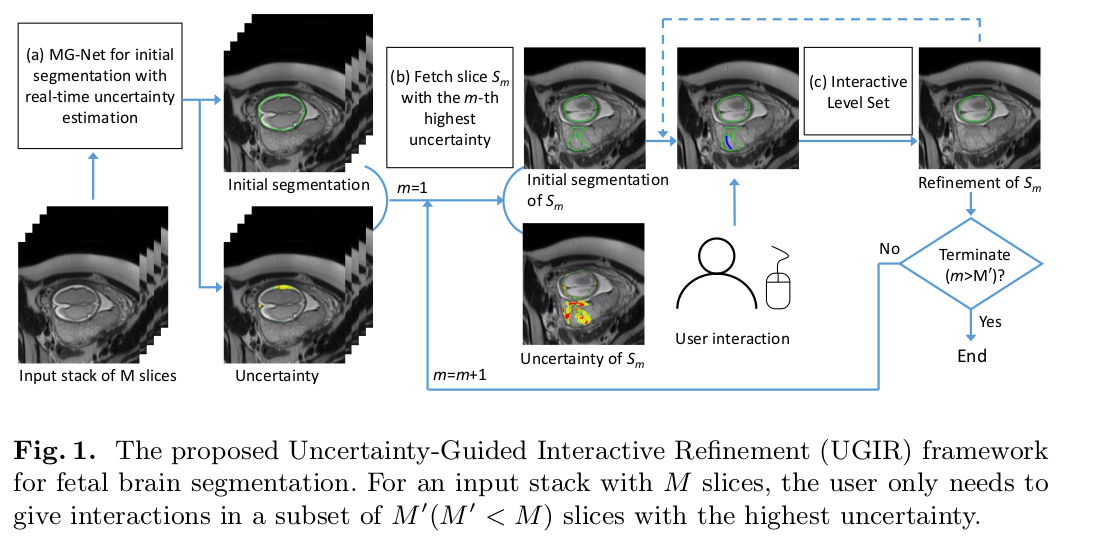 (a) MG-Net for initial
segmentation with
real-time uncertainty
estimation
Input stack of M slices
Initial segmentation
Uncertainty
(b) Fetch slice Sₘ
with the m-th
highest
uncertainty
m=1
m=m+1
Initial segmentation
of Sₘ
Uncertainty of Sₘ
User interaction
(c) Interactive
Level Set
Refinement of Sₘ
Terminate
(m>M′)?
No
Yes
End
Fig. 1. The proposed Uncertainty-Guided Interactive Refinement (UGIR) framework
for fetal brain segmentation. For an input stack with M slices, the user only needs to
give interactions in a subset of M′(M′ < M) slices with the highest uncertainty.